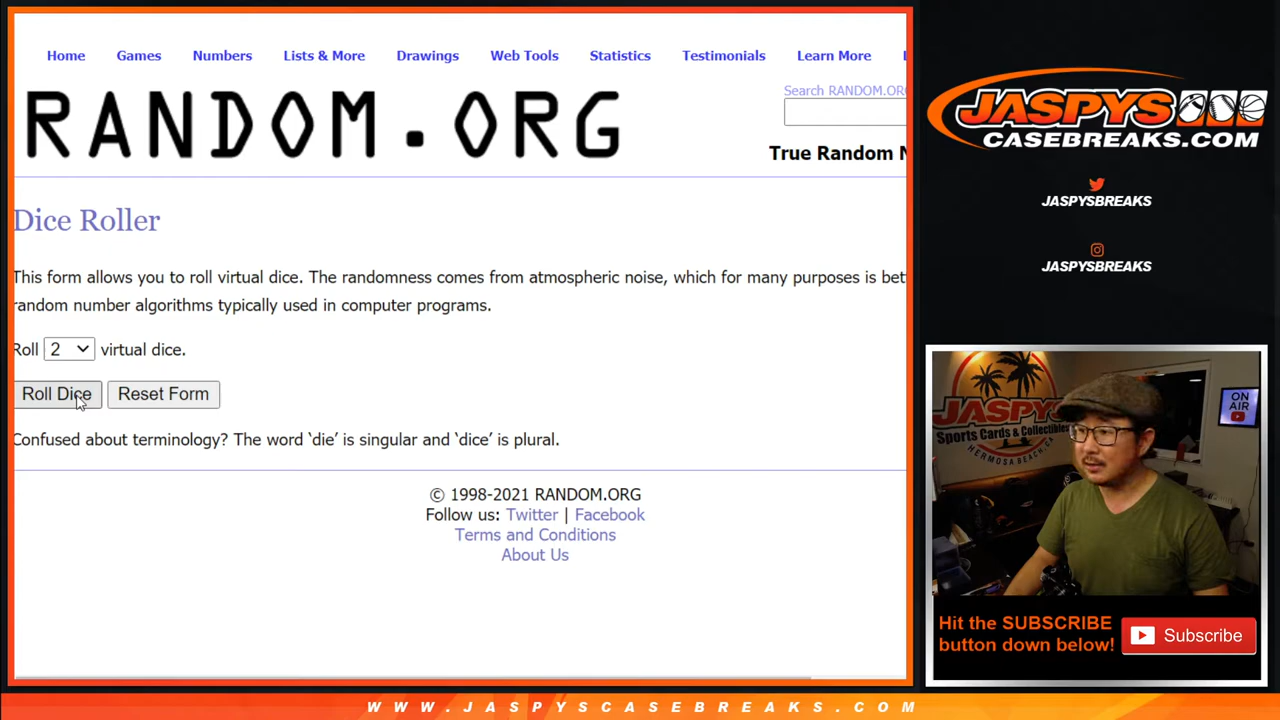 Home Games Numbers Lists & More Drawings Web Tools Statistics Testimonials Learn More
Search RANDOM.ORG
RANDOM.ORG
True Random N
Dice Roller
This form allows you to roll virtual dice. The randomness comes from atmospheric noise, which for many purposes is bet
random number algorithms typically used in computer programs.
Roll 2 virtual dice.
Roll Dice Reset Form
Confused about terminology? The word ‘die’ is singular and ‘dice’ is plural.
© 1998-2021 RANDOM.ORG
Follow us: Twitter | Facebook
Terms and Conditions
About Us
JASPYS
CASEBREAKS.COM
JASPYSBREAKS
JASPYSBREAKS
JASPYS
Sports Cards & Collectibles
HERMOSA BEACH, CA
ON
AIR
Hit the SUBSCRIBE
button down below!
Subscribe
WWW.JASPYSCASEBREAKS.COM